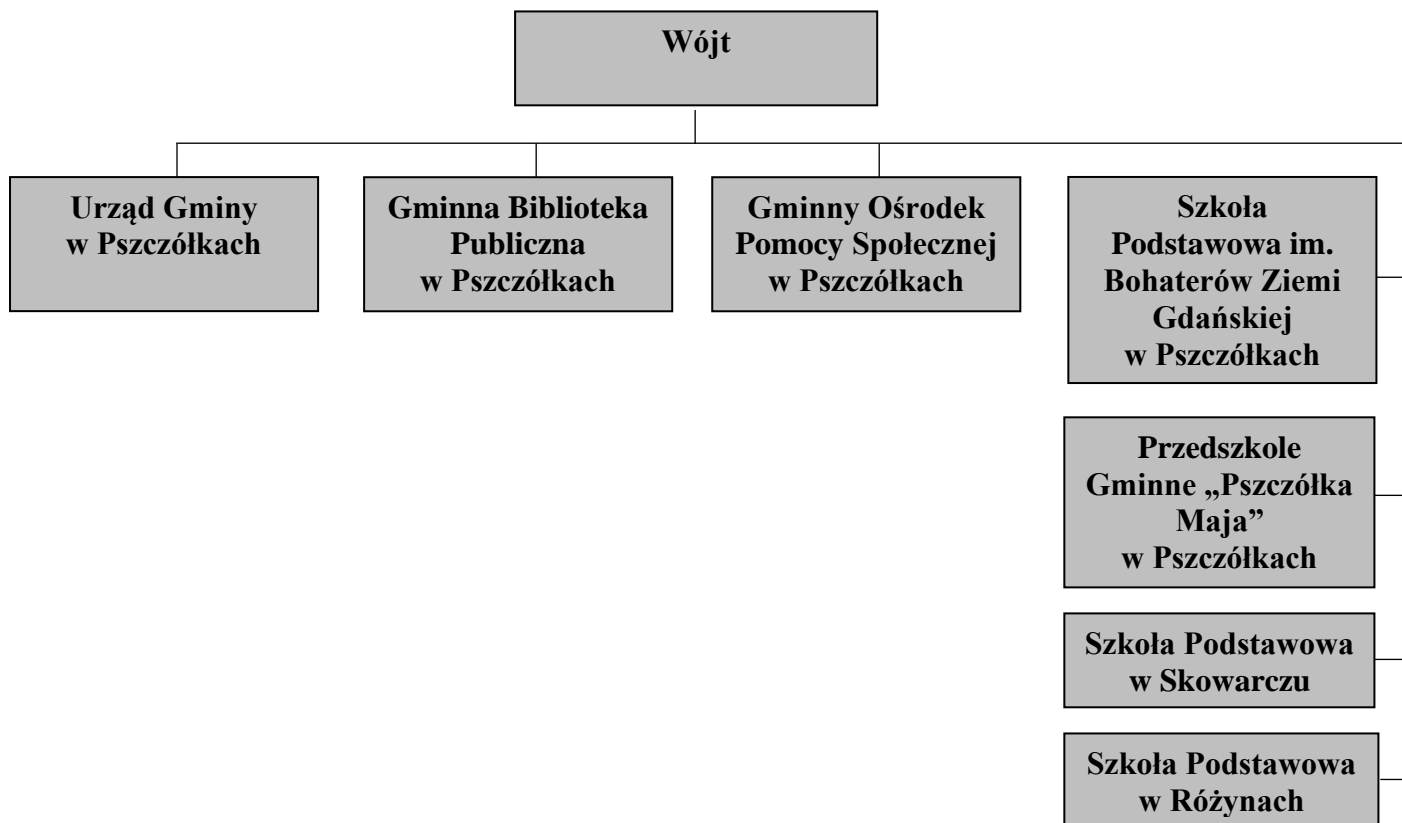 Wójt
Urząd Gminy
w Pszczółkach
Gminna Biblioteka
Publiczna
w Pszczółkach
Gminny Ośrodek
Pomocy Społecznej
w Pszczółkach
Szkoła
Podstawowa im.
Bohaterów Ziemi
Gdańskiej
w Pszczółkach
Przedszkole
Gminne „Pszczółka
Maja”
w Pszczółkach
Szkoła Podstawowa
w Skowarczu
Szkoła Podstawowa
w Różynach